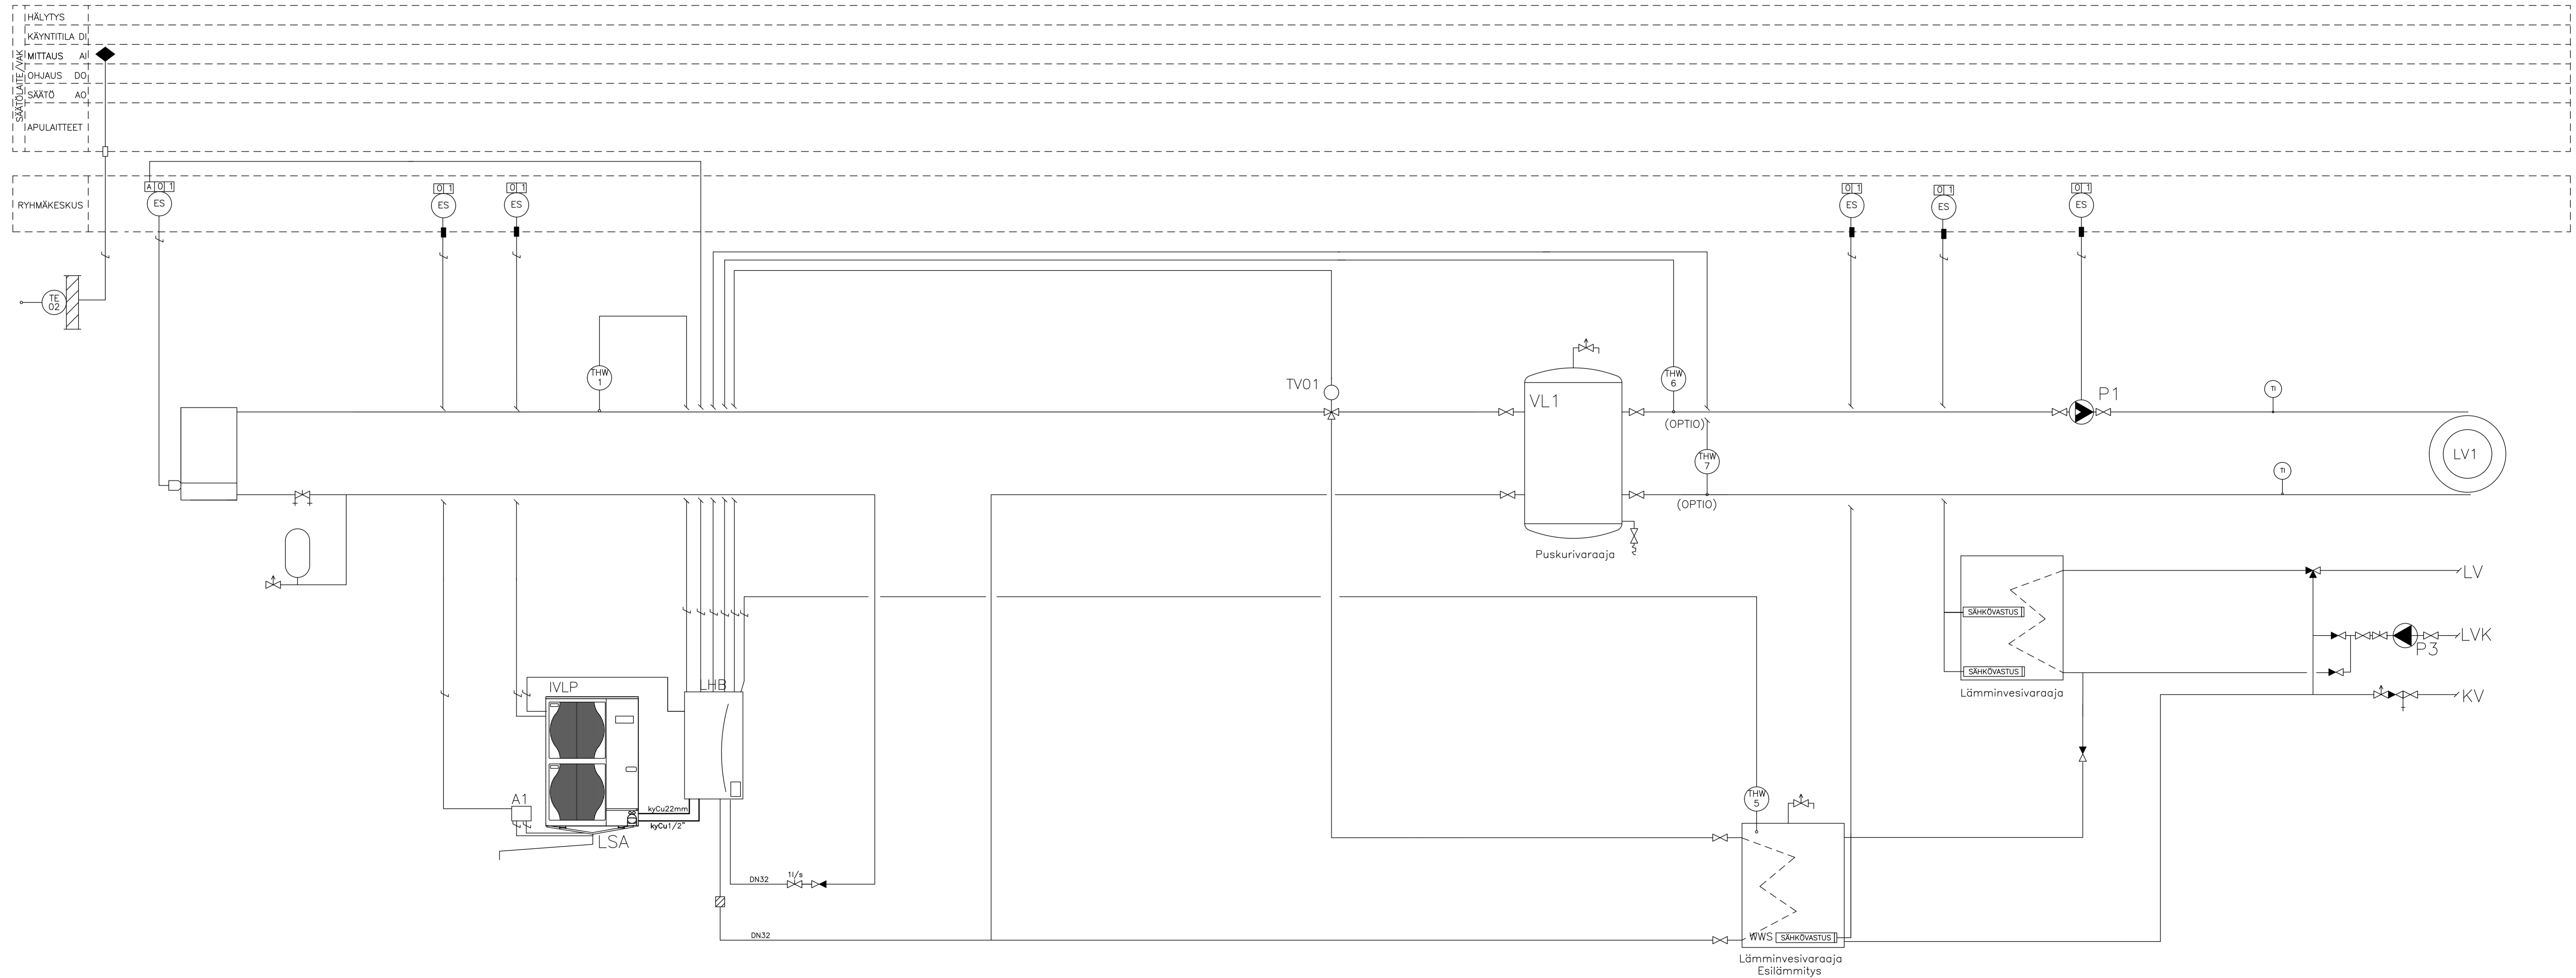 SÄÄTÖLAITE/VAK
HÄLYTYS
KÄYNTITILA DI
MITTAUS AI
OHJAUS DO
SÄÄTÖ AO
APULAITTEET
RYHMÄKESKUS
A 0 1
ES
0 1
ES
0 1
ES
0 1
ES
0 1
ES
0 1
ES
TE
02
THW
1
TV01
VL1
THW
6
(OPTIO)
THW
7
(OPTIO)
P1
TI
TI
LV1
Puskurivaraaja
SÄHKÖVASTUS
SÄHKÖVASTUS
Lämminvesivaraaja
LV
LVK
P3
KV
IVLP
LHB
A1
LSA
kyCu22mm
kyCu1/2"
DN32
1l/s
DN32
THW
5
WWS
SÄHKÖVASTUS
Lämminvesivaraaja
Esilämmitys